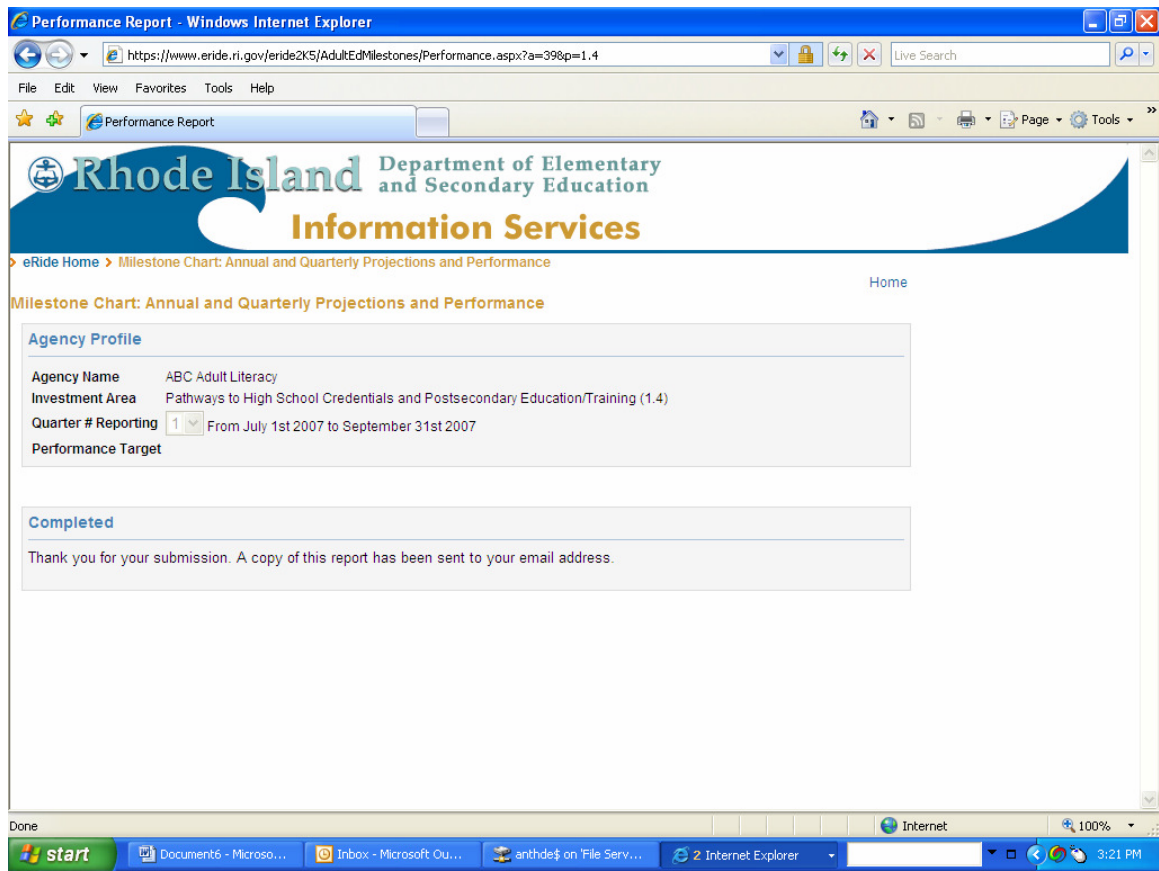 Performance Report - Windows Internet Explorer
https://www.eride.ri.gov/eride2K5/AdultEdMilestones/Performance.aspx?a=39&p=1.4
Live Search
File Edit View Favorites Tools Help
Performance Report
Page Tools
Rhode Island Department of Elementary
and Secondary Education
Information Services
eRide Home > Milestone Chart: Annual and Quarterly Projections and Performance
Home
Milestone Chart: Annual and Quarterly Projections and Performance
Agency Profile
Agency Name ABC Adult Literacy
Investment Area Pathways to High School Credentials and Postsecondary Education/Training (1.4)
Quarter # Reporting 1 From July 1st 2007 to September 31st 2007
Performance Target
Completed
Thank you for your submission. A copy of this report has been sent to your email address.
Done Internet 100%
start Document6 - Microso... Inbox - Microsoft Ou... anthde$ on 'File Serv... 2 Internet Explorer 3:21 PM